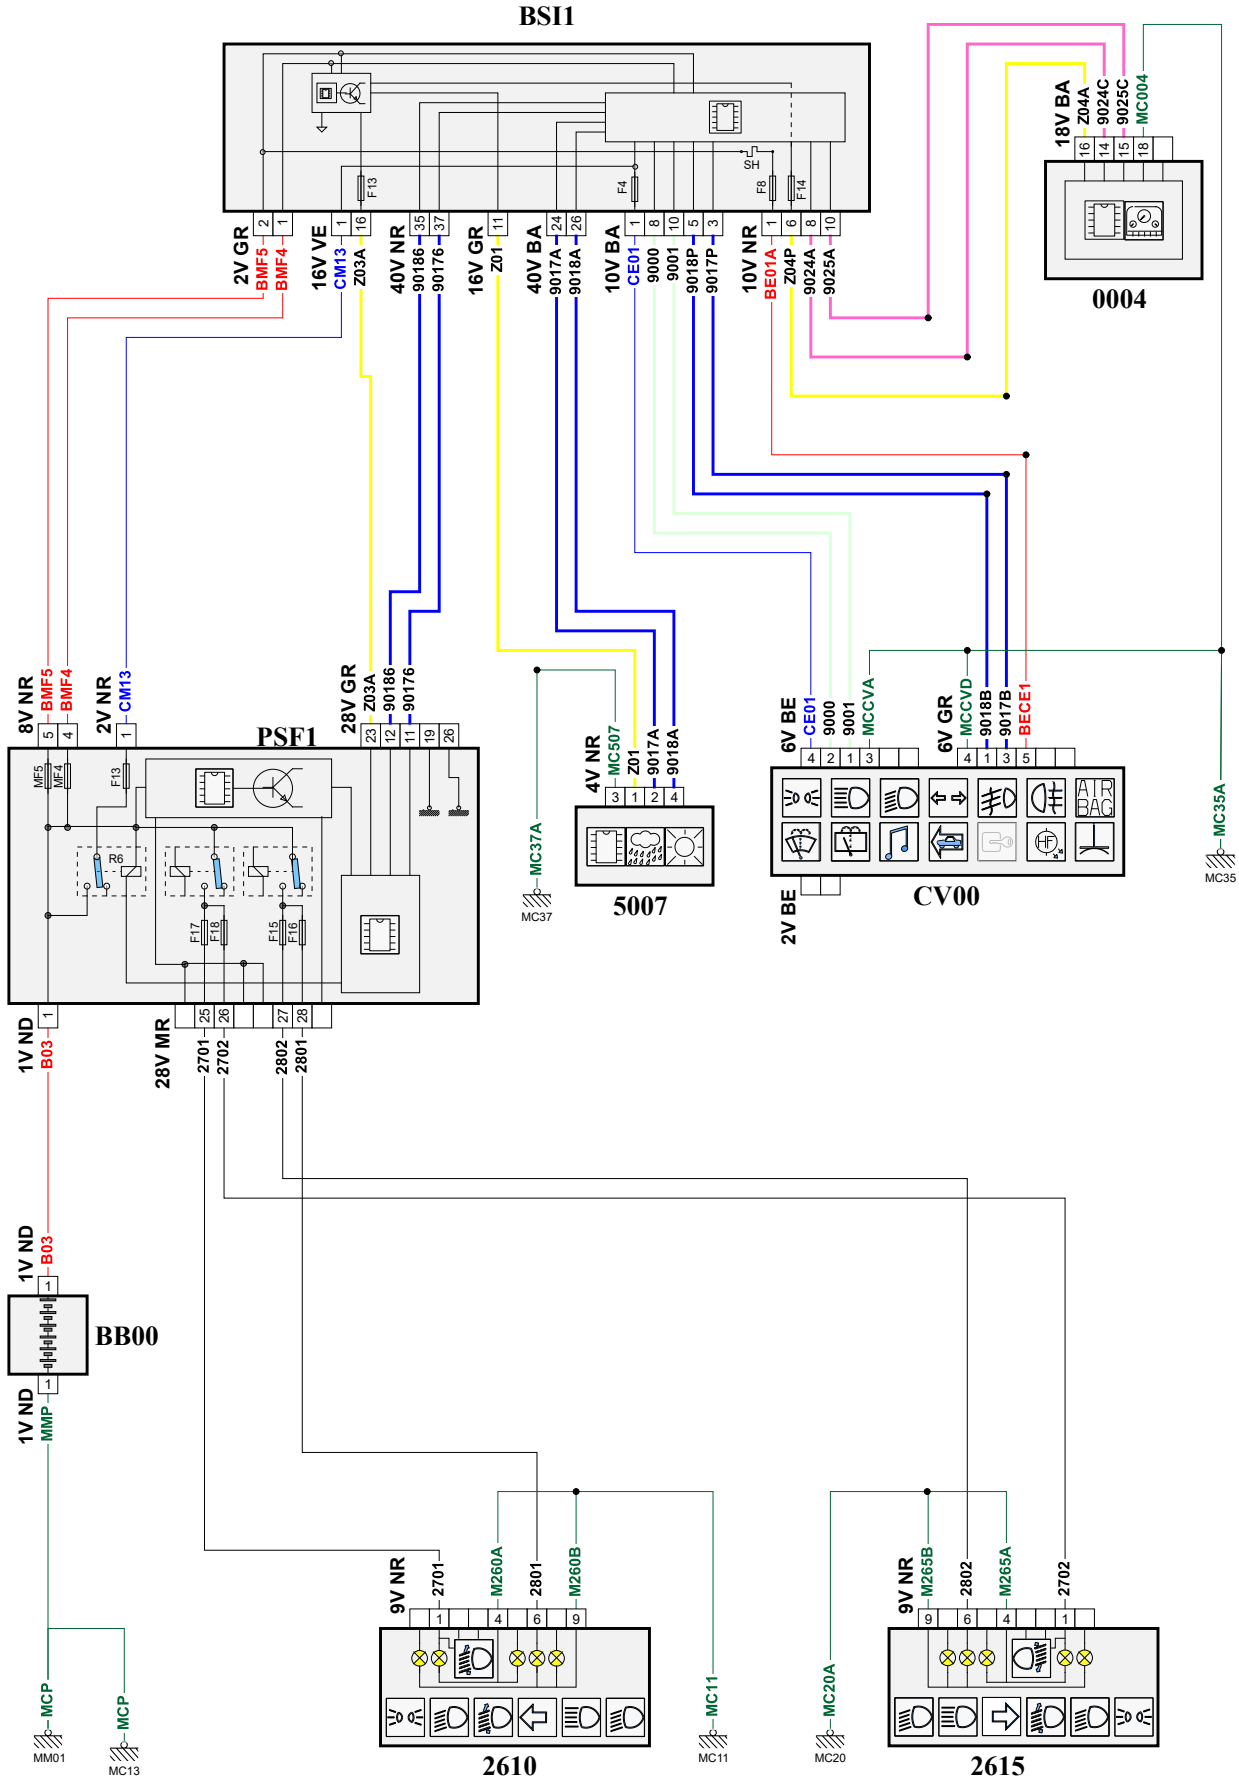 BSI1
SH
F13
F4
F8
F14
2 1 1 16 35 37 11 24 26 1 8 10 5 3 1 6 8 10
2V GR
BMF5
BMF4
16V VE
CM13
Z03A
40V NR
90186
90176
16V GR
Z01
40V BA
9017A
9018A
10V BA
CE01
9000
9001
9018P
9017P
10V NR
BE01A
Z04P
9024A
9025A
18V BA
Z04A
9024C
9025C
MC004
16 14 15 18
0004
8V NR
BMF5
BMF4
2V NR
CM13
28V GR
Z03A
90186
90176
5 4 1 23 12 11 19 26
PSF1
MF5
MF4
F13
R6
F17
F18
F15
F16
1 25 26 27 28
1V ND
B03
28V MR
2701
2702
2802
2801
4V NR
MC507
Z01
9017A
9018A
3 1 2 4
5007
MC37A
MC37
6V BE
CE01
9000
9001
MCCVA
6V GR
MCCVD
9018B
9017B
BECE1
4 2 1 3 4 1 3 5
AIR
BAG
HF
2V BE
CV00
MC35A
MC35
1V ND
B03
1
BB00
1
1V ND
MMP
MCP
MCP
MM01
MC13
9V NR
2701
M260A
2801
M260B
1 4 6 9
2610
MC11
MC11
MC20A
MC20
9V NR
M265B
2802
M265A
2702
9 6 4 1
2615